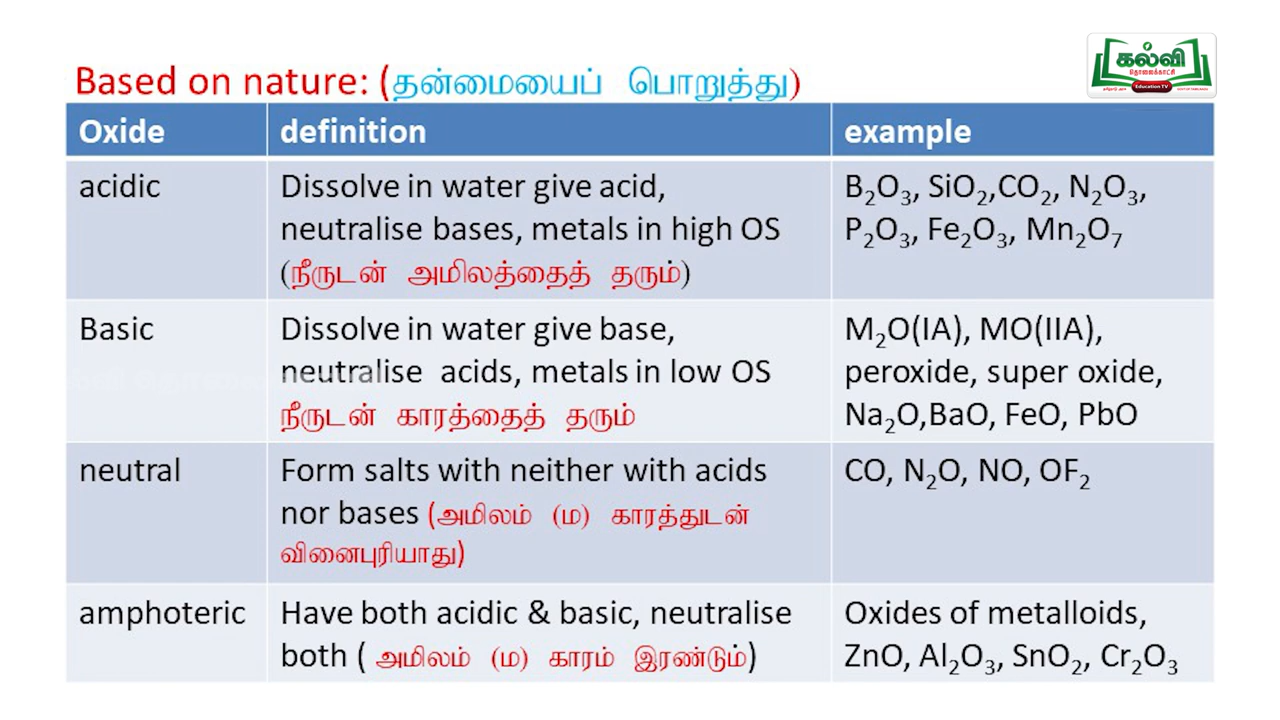 கல்வி
தொலைக்காட்சி
Education TV
Based on nature: (தன்மையைப் பொறுத்து)
Oxide definition example
acidic Dissolve in water give acid, B₂O₃, SiO₂,CO₂, N₂O₃,
neutralise bases, metals in high OS P₂O₃, Fe₂O₃, Mn₂O₇
(நீருடன் அமிலத்தைத் தரும்)
Basic Dissolve in water give base, M₂O(IA), MO(IIA),
neutralise acids, metals in low OS peroxide, super oxide,
நீருடன் காரத்தைத் தரும் Na₂O,BaO, FeO, PbO
neutral Form salts with neither with acids CO, N₂O, NO, OF₂
nor bases (அமிலம் (ம) காரத்துடன்
வினைபுரியாது)
amphoteric Have both acidic & basic, neutralise Oxides of metalloids,
both ( அமிலம் (ம) காரம் இரண்டும்) ZnO, Al₂O₃, SnO₂, Cr₂O₃